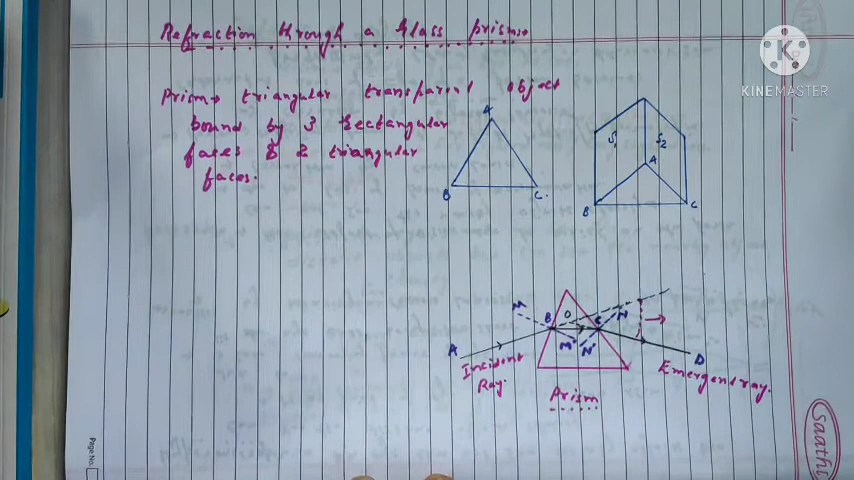 Refraction through a Glass prism→
Prism→ triangular transparent object
bound by 3 Rectangular
faces & 2 triangular
faces.
A
B
C.
S1
S2
A
B
C
K
KINEMASTER
M
B
O
C
N
M'
N'
A
D
Incident
Ray.
Emergent ray.
Prism
Page No.
Saathi